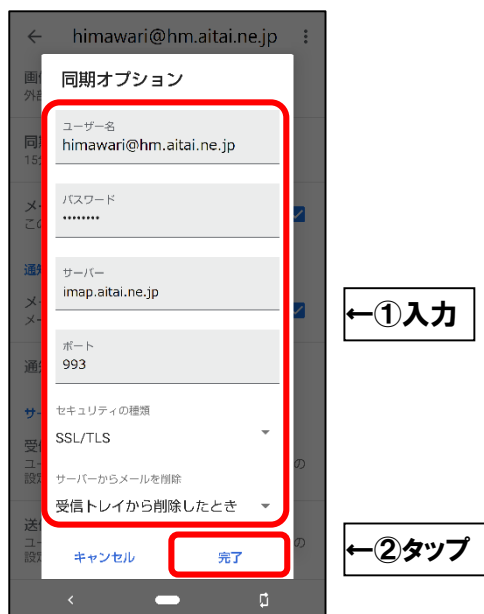 himawari@hm.aitai.ne.jp
同期オプション
ユーザー名
himawari@hm.aitai.ne.jp
パスワード
••••••••
サーバー
imap.aitai.ne.jp
←①入力
ポート
993
セキュリティの種類
SSL/TLS
サーバーからメールを削除
受信トレイから削除したとき
キャンセル
完了
←②タップ